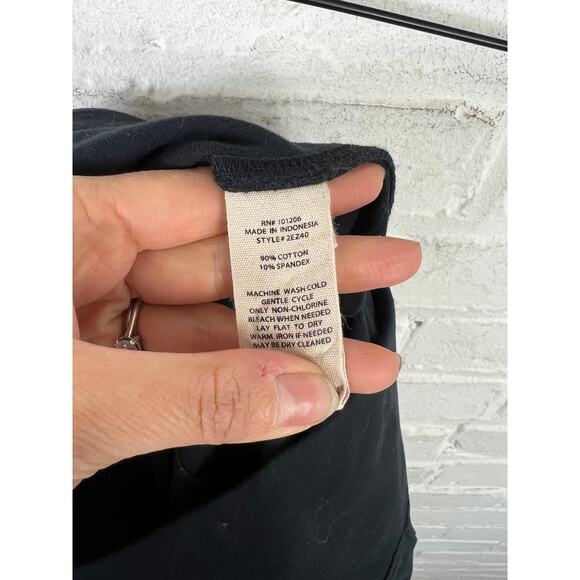 RN# 101206
MADE IN INDONESIA
STYLE# 2EZ40
90% COTTON
10% SPANDEX
MACHINE WASH COLD
GENTLE CYCLE
ONLY NON-CHLORINE
BLEACH WHEN NEEDED
LAY FLAT TO DRY
WARM IRON IF NEEDED
MAY BE DRY CLEANED